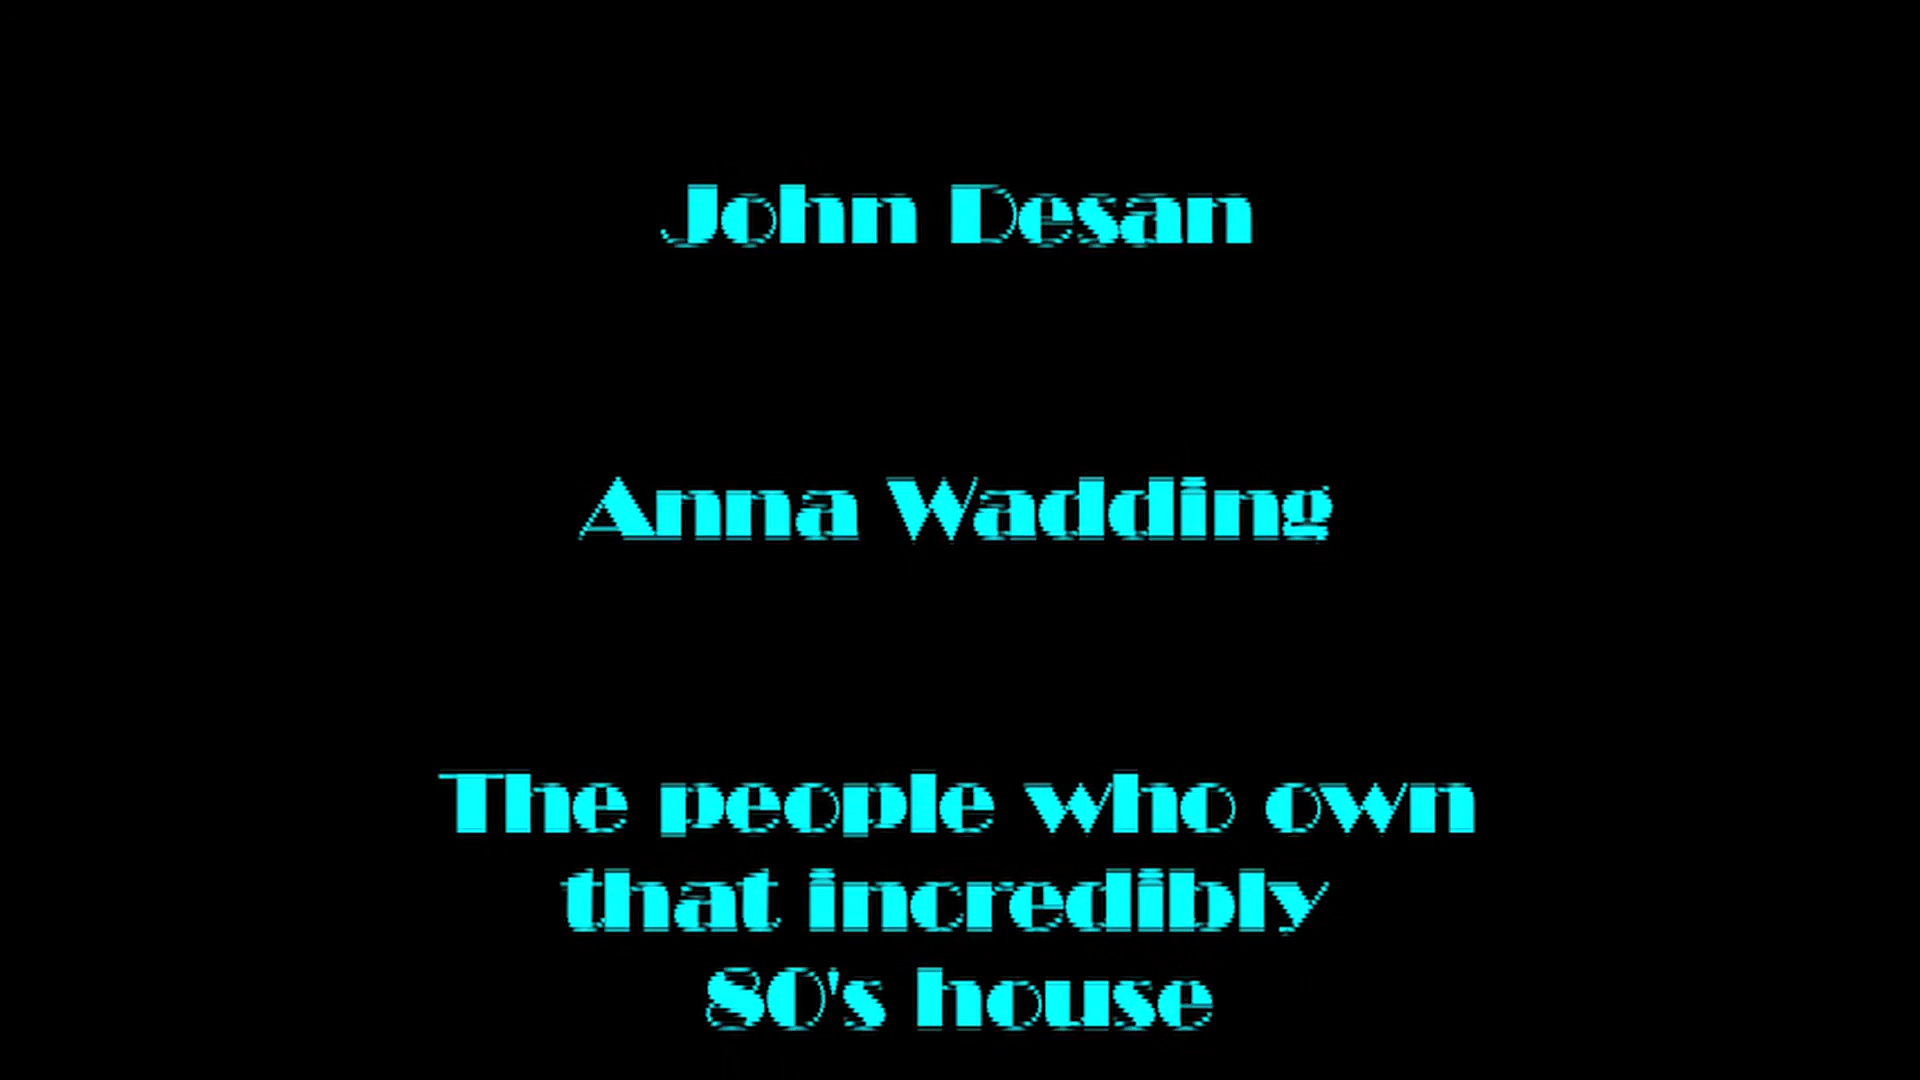 John Desan
Anna Wadding
The people who own
that incredibly
80's house